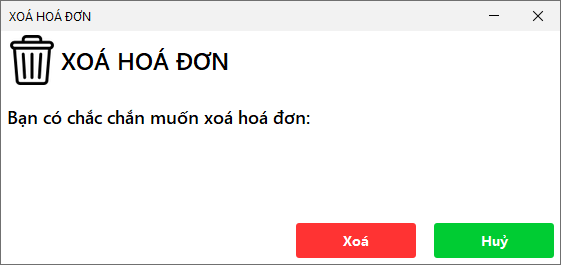 XOÁ HOÁ ĐƠN
XOÁ HOÁ ĐƠN
Bạn có chắc chắn muốn xoá hoá đơn:
Xoá
Huỷ